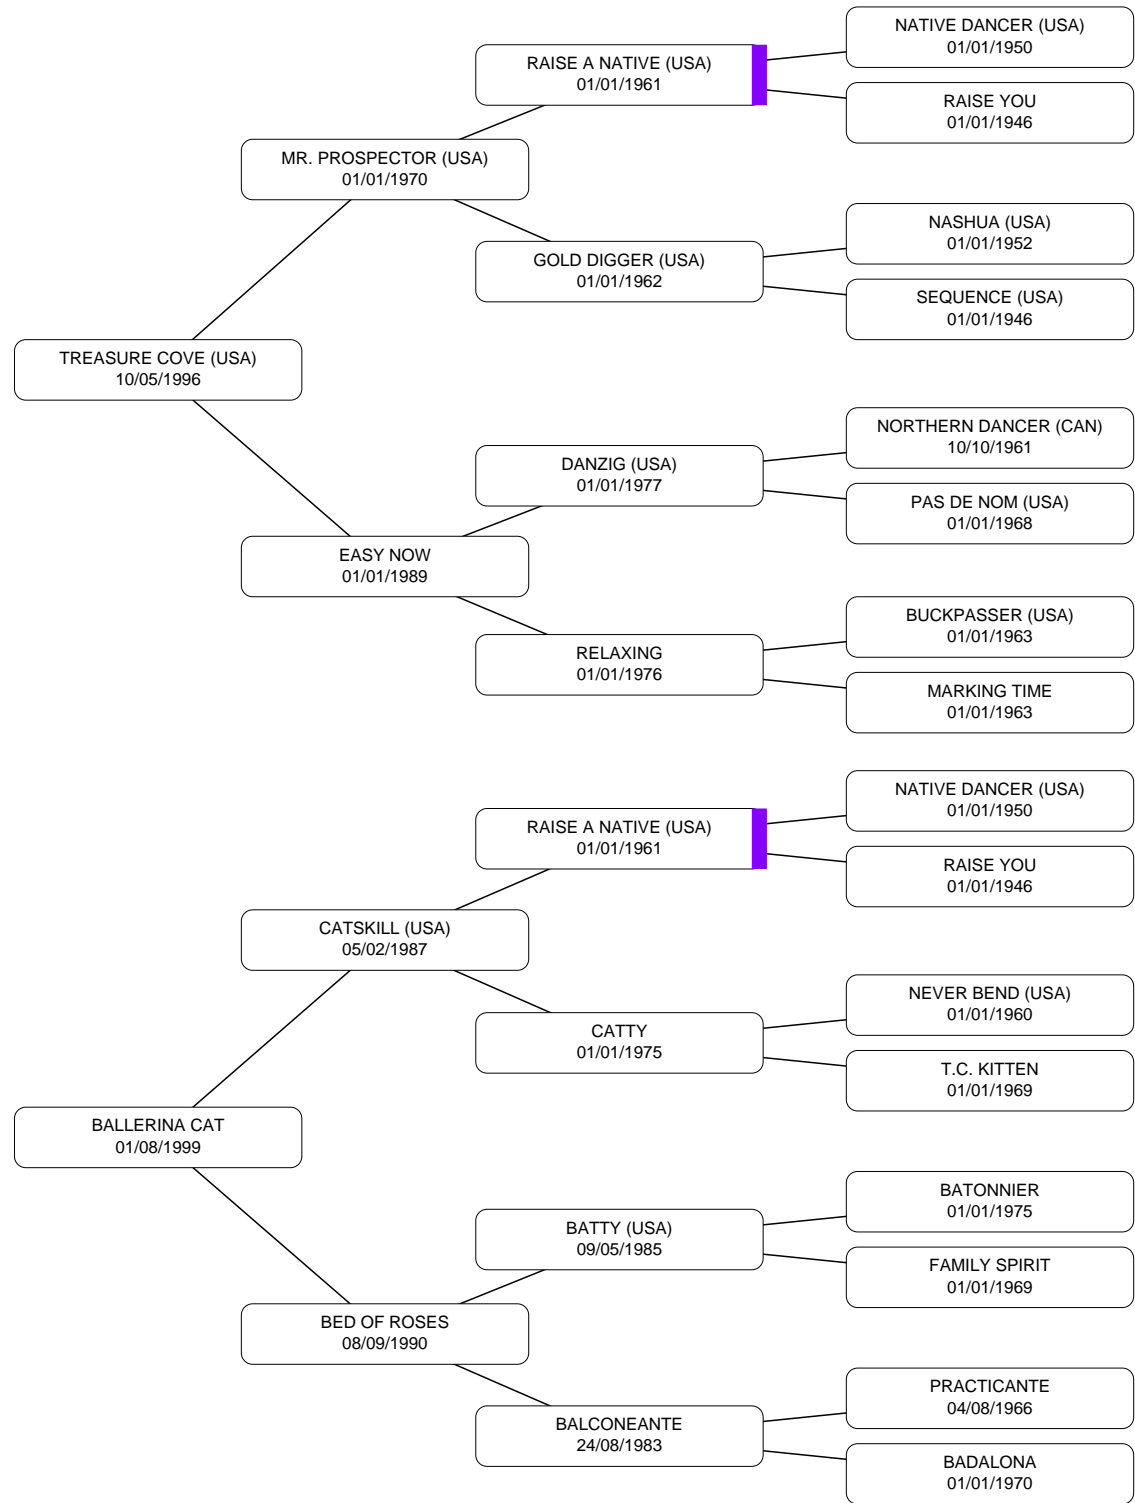 NATIVE DANCER (USA)
01/01/1950
RAISE A NATIVE (USA)
01/01/1961
RAISE YOU
01/01/1946
MR. PROSPECTOR (USA)
01/01/1970
NASHUA (USA)
01/01/1952
GOLD DIGGER (USA)
01/01/1962
SEQUENCE (USA)
01/01/1946
TREASURE COVE (USA)
10/05/1996
NORTHERN DANCER (CAN)
10/10/1961
DANZIG (USA)
01/01/1977
PAS DE NOM (USA)
01/01/1968
EASY NOW
01/01/1989
BUCKPASSER (USA)
01/01/1963
RELAXING
01/01/1976
MARKING TIME
01/01/1963
NATIVE DANCER (USA)
01/01/1950
RAISE A NATIVE (USA)
01/01/1961
RAISE YOU
01/01/1946
CATSKILL (USA)
05/02/1987
NEVER BEND (USA)
01/01/1960
CATTY
01/01/1975
T.C. KITTEN
01/01/1969
BALLERINA CAT
01/08/1999
BATONNIER
01/01/1975
BATTY (USA)
09/05/1985
FAMILY SPIRIT
01/01/1969
BED OF ROSES
08/09/1990
PRACTICANTE
04/08/1966
BALCONEANTE
24/08/1983
BADALONA
01/01/1970